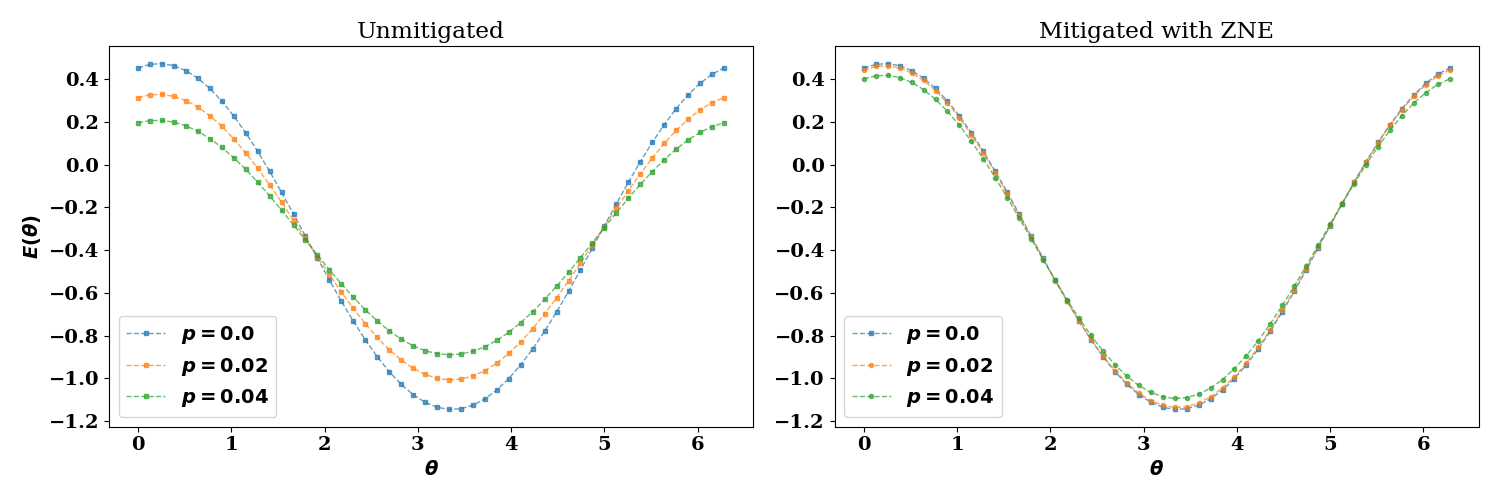 Unmitigated
E(θ)
0.4
0.2
0.0
−0.2
−0.4
−0.6
−0.8
−1.0
−1.2
p = 0.0
p = 0.02
p = 0.04
0 1 2 3 4 5 6
θ
Mitigated with ZNE
0.4
0.2
0.0
−0.2
−0.4
−0.6
−0.8
−1.0
−1.2
p = 0.0
p = 0.02
p = 0.04
0 1 2 3 4 5 6
θ